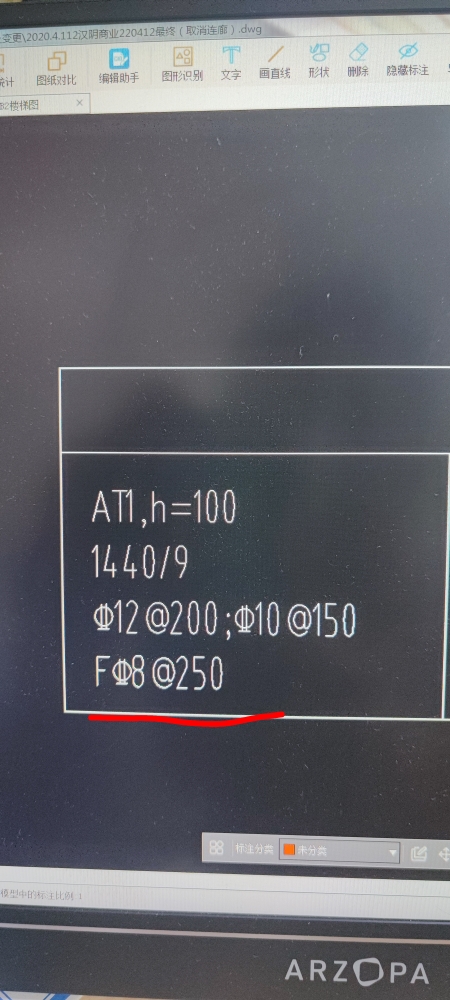 变更\2020.4.112汉阴商业220412最终（取消连廊）.dwg
统计 图纸对比 编辑助手 图形识别 文字 画直线 形状 删除 隐藏标注
B2楼梯图 ×
AT1,h=100
1440/9
Φ12@200;Φ10@150
FΦ8@250
标注分类 未分类
模型中的标注比例 1
ARZOPA